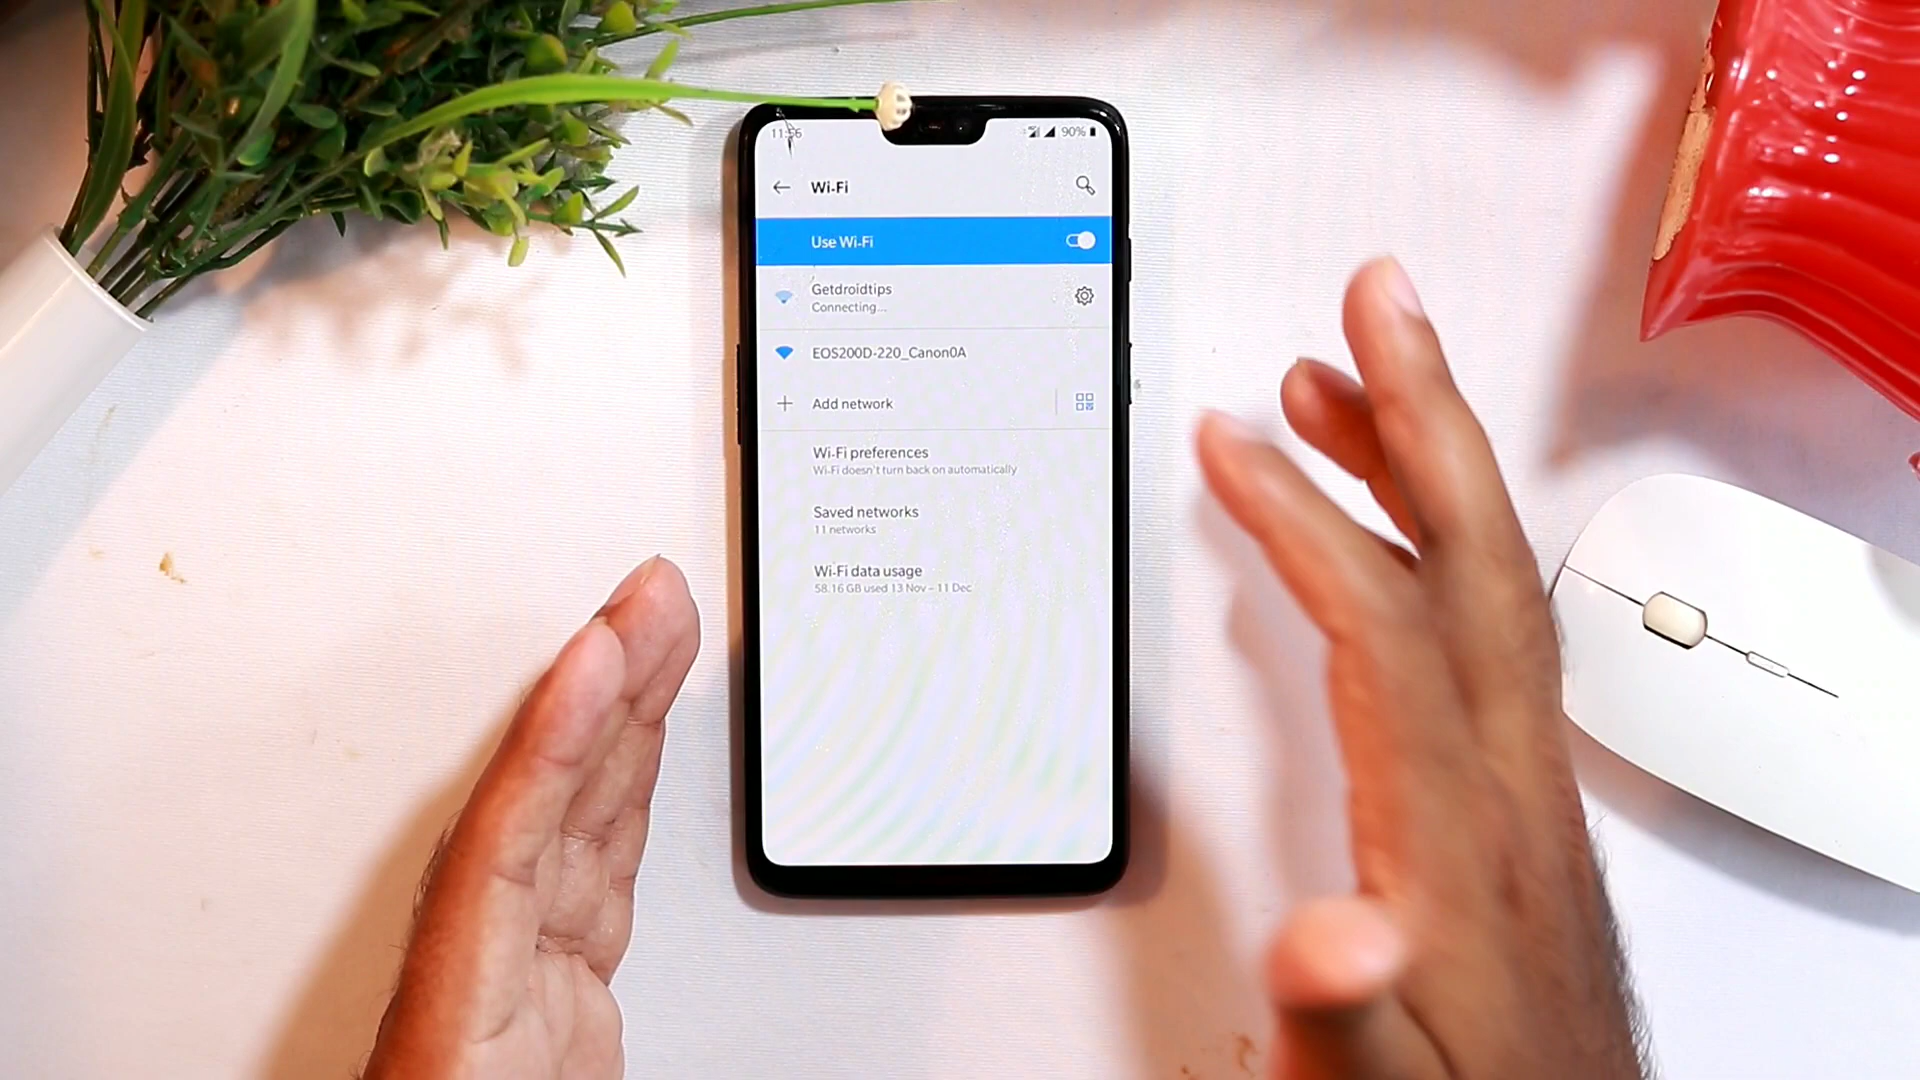 11:56
90%
Wi-Fi
Use Wi-Fi
Getdroidtips
Connecting...
EOS200D-220_Canon0A
Add network
Wi-Fi preferences
Wi-Fi doesn't turn back on automatically
Saved networks
11 networks
Wi-Fi data usage
58.16 GB used 13 Nov – 11 Dec